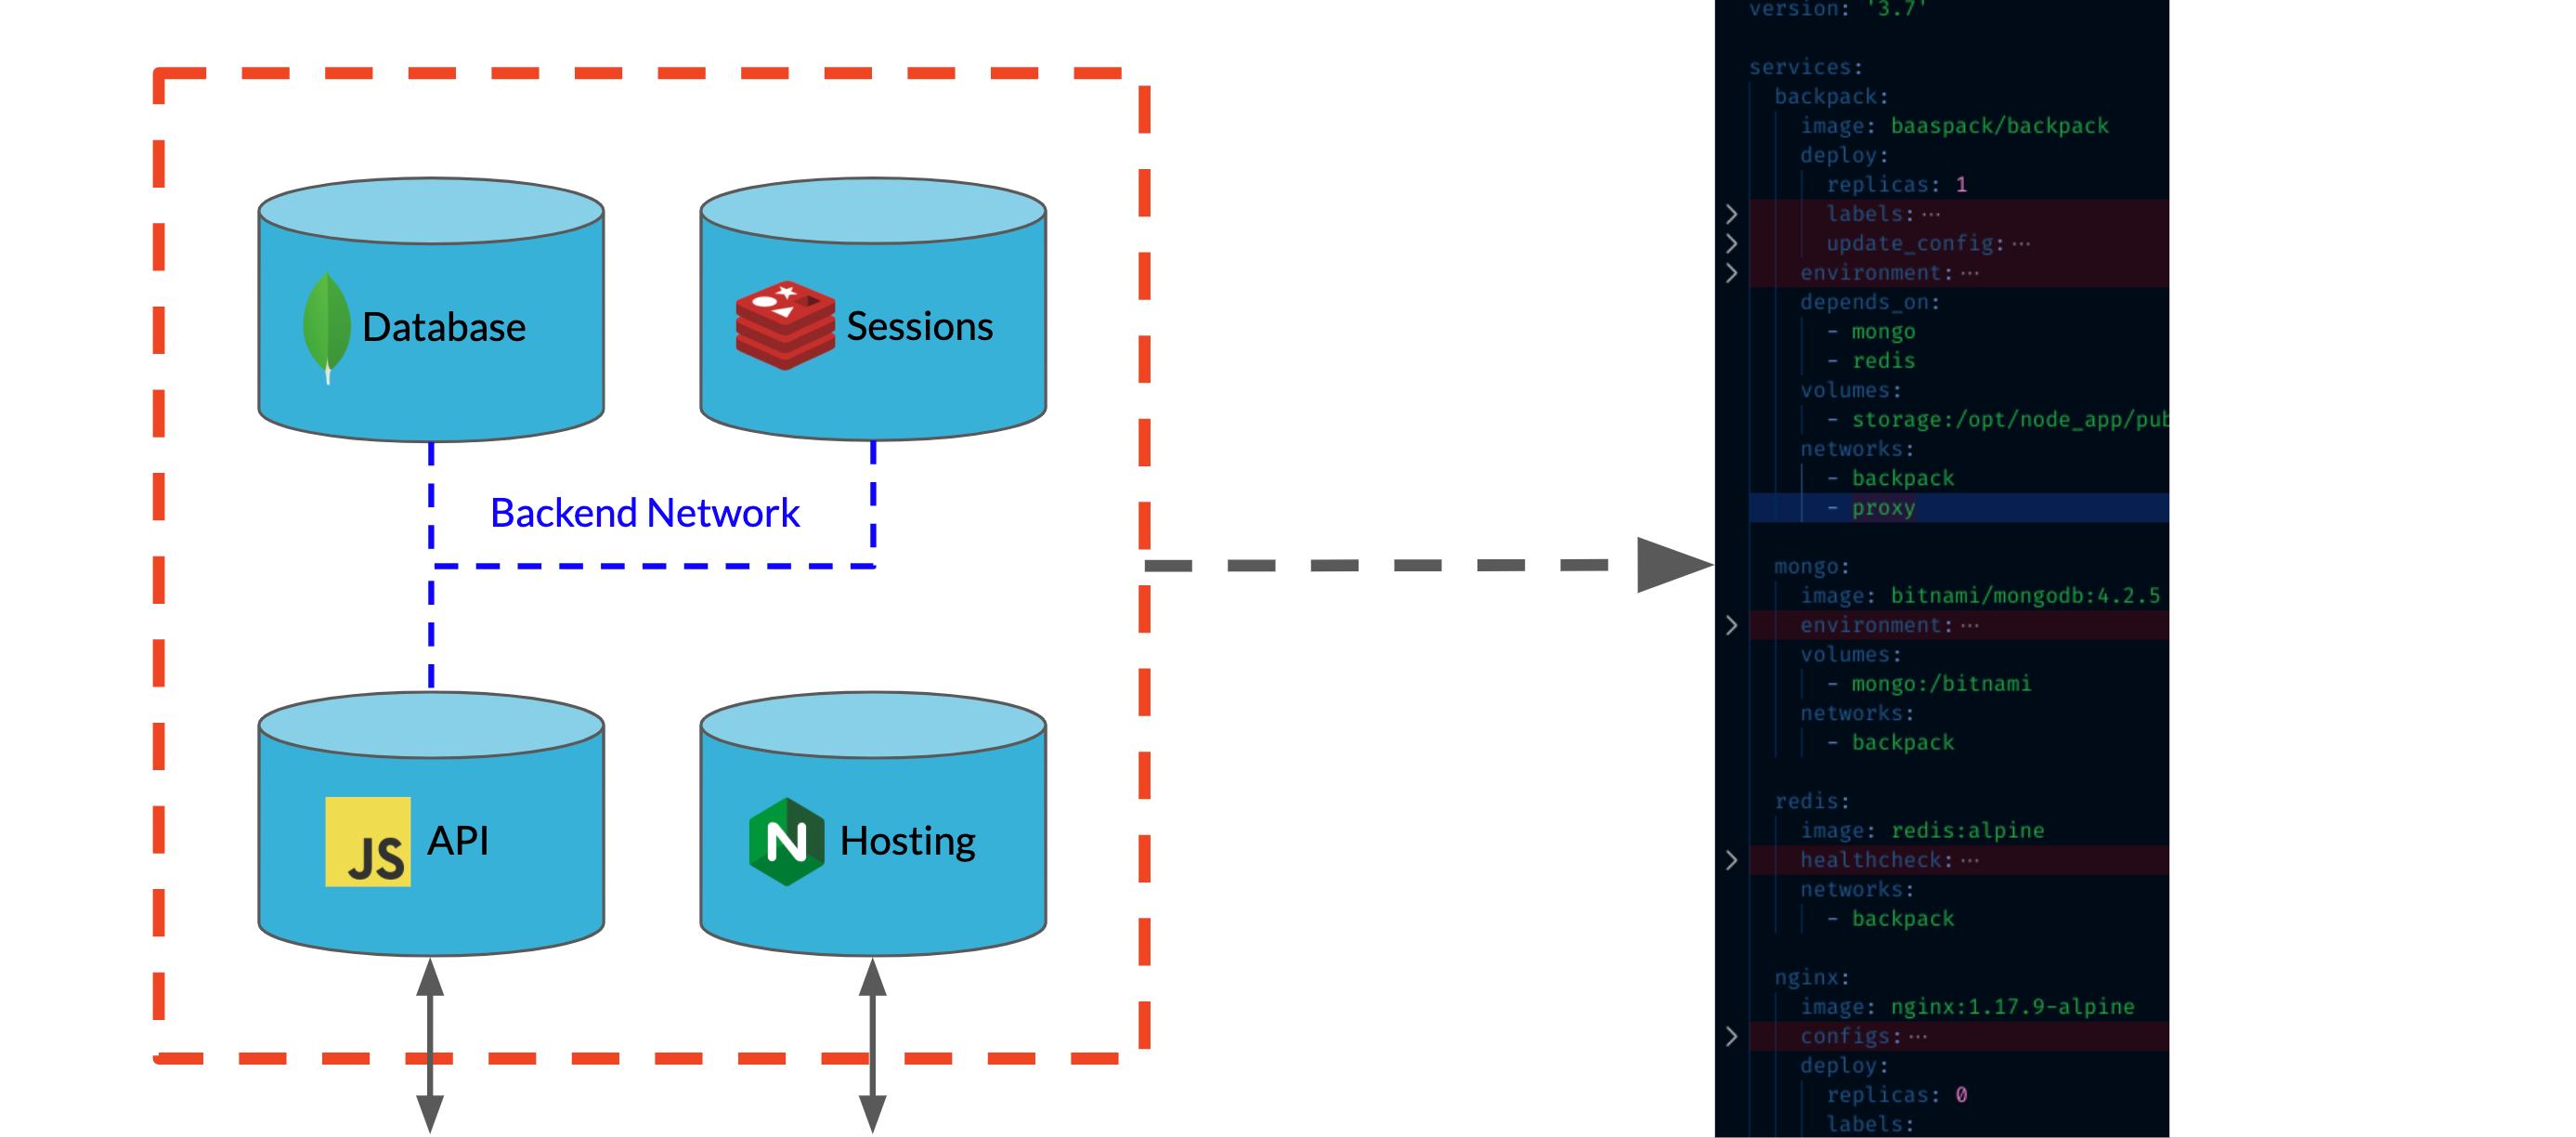 Database
Sessions
Backend Network
JS API
N Hosting
version: '3.7'
services:
backpack:
image: baaspack/backpack
deploy:
replicas: 1
labels: ...
update_config: ...
environment: ...
depends_on:
- mongo
- redis
volumes:
- storage:/opt/node_app/pub
networks:
- backpack
- proxy
mongo:
image: bitnami/mongodb:4.2.5
environment: ...
volumes:
- mongo:/bitnami
networks:
- backpack
redis:
image: redis:alpine
healthcheck: ...
networks:
- backpack
nginx:
image: nginx:1.17.9-alpine
configs: ...
deploy:
replicas: 0
labels: